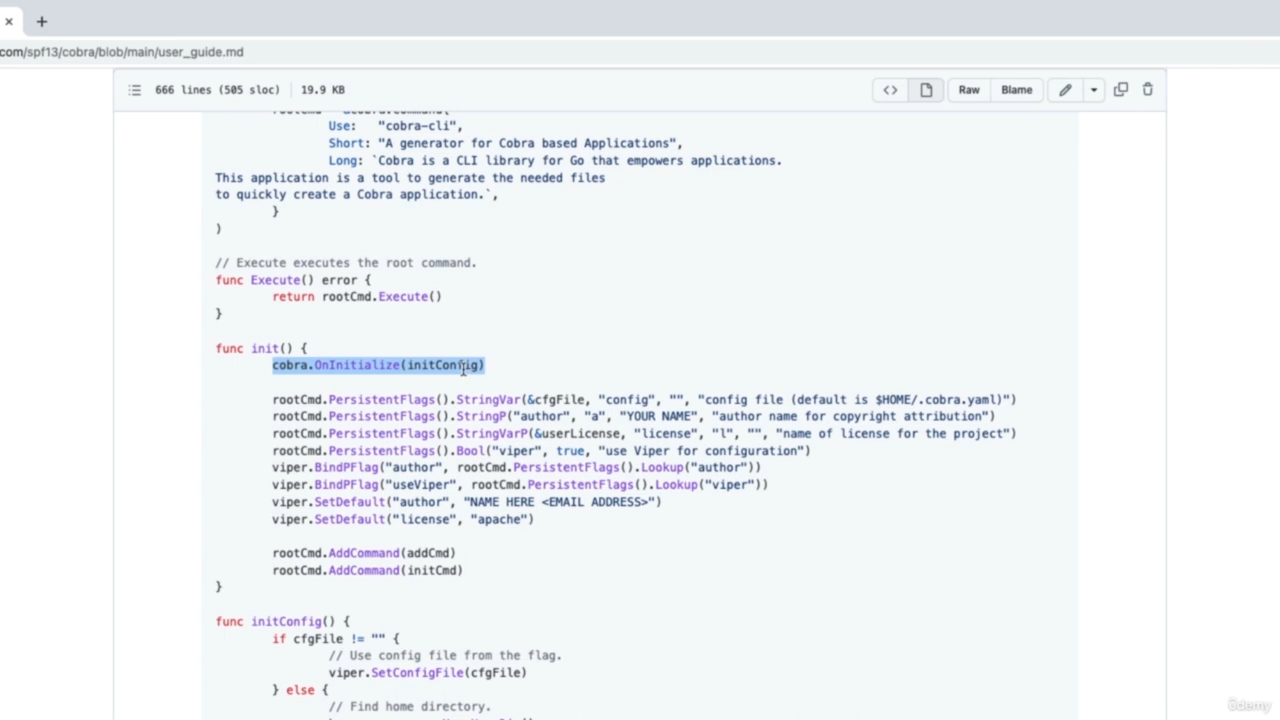 com/spf13/cobra/blob/main/user_guide.md
666 lines (505 sloc) 19.9 KB
Raw Blame
Use: "cobra-cli",
Short: "A generator for Cobra based Applications",
Long: `Cobra is a CLI library for Go that empowers applications.
This application is a tool to generate the needed files
to quickly create a Cobra application.`,
}
)
// Execute executes the root command.
func Execute() error {
return rootCmd.Execute()
}
func init() {
cobra.OnInitialize(initConfig)
rootCmd.PersistentFlags().StringVar(&cfgFile, "config", "", "config file (default is $HOME/.cobra.yaml)")
rootCmd.PersistentFlags().StringP("author", "a", "YOUR NAME", "author name for copyright attribution")
rootCmd.PersistentFlags().StringVarP(&userLicense, "license", "l", "", "name of license for the project")
rootCmd.PersistentFlags().Bool("viper", true, "use Viper for configuration")
viper.BindPFlag("author", rootCmd.PersistentFlags().Lookup("author"))
viper.BindPFlag("useViper", rootCmd.PersistentFlags().Lookup("viper"))
viper.SetDefault("author", "NAME HERE <EMAIL ADDRESS>")
viper.SetDefault("license", "apache")
rootCmd.AddCommand(addCmd)
rootCmd.AddCommand(initCmd)
}
func initConfig() {
if cfgFile != "" {
// Use config file from the flag.
viper.SetConfigFile(cfgFile)
} else {
// Find home directory.
ûdemy